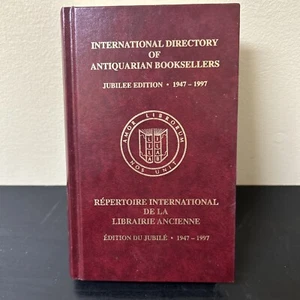 INTERNATIONAL DIRECTORY
OF
ANTIQUARIAN BOOKSELLERS
JUBILEE EDITION • 1947 – 1997
AMOR LIBRORUM
NOS UNIT
RÉPERTOIRE INTERNATIONAL
DE LA
LIBRAIRIE ANCIENNE
ÉDITION DU JUBILÉ • 1947 – 1997